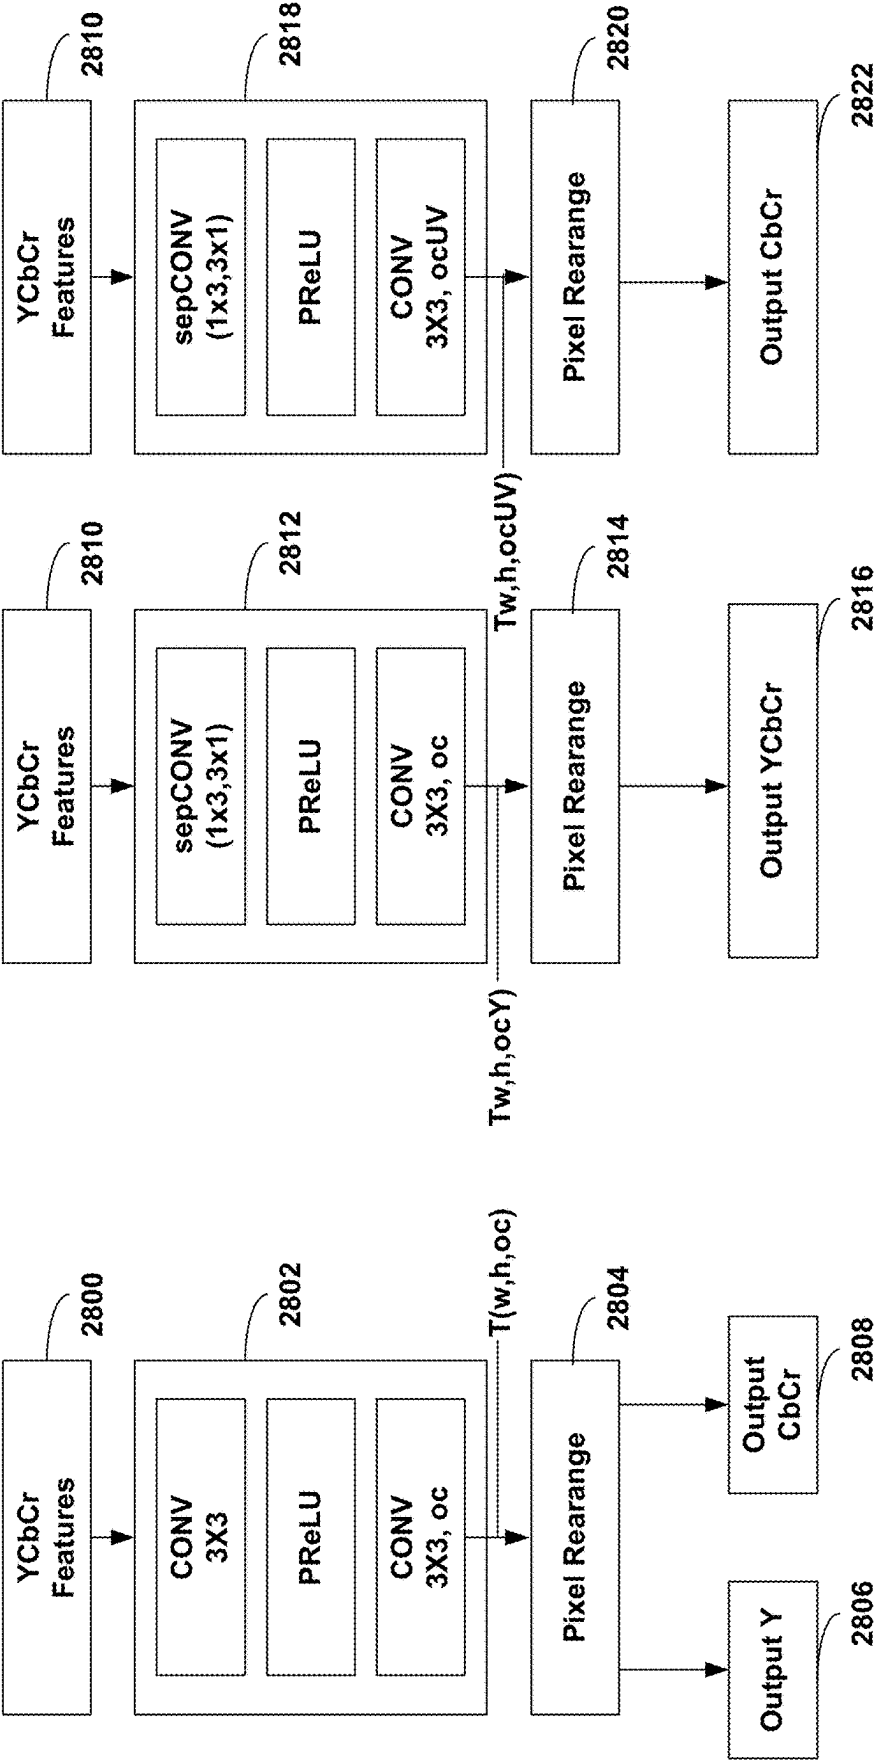 YCbCr
Features
2800
CONV
3X3
PReLU
CONV
3X3, oc
2802
T(w,h,oc)
Pixel Rearange
2804
Output Y
2806
Output
CbCr
2808
YCbCr
Features
2810
sepCONV
(1x3,3x1)
PReLU
CONV
3X3, oc
2812
Tw,h,ocY)
Pixel Rearange
2814
Output YCbCr
2816
YCbCr
Features
2810
sepCONV
(1x3,3x1)
PReLU
CONV
3X3, ocUV
2818
Tw,h,ocUV)
Pixel Rearange
2820
Output CbCr
2822